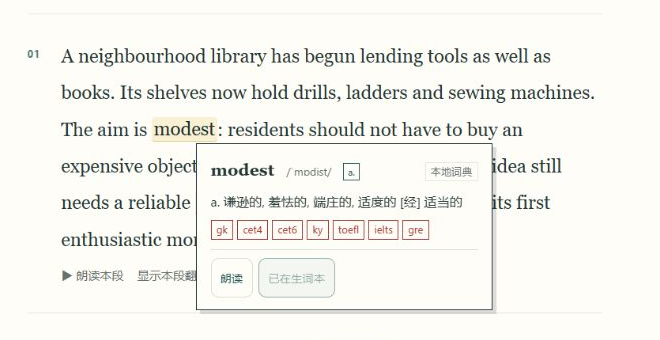 01
A neighbourhood library has begun lending tools as well as
books. Its shelves now hold drills, ladders and sewing machines.
The aim is modest: residents should not have to buy an
expensive object
idea still
needs a reliable
its first
enthusiastic mor
▶ 朗读本段 显示本段翻
modest /ˈmɒdist/ a. 本地词典
a. 谦逊的, 羞怯的, 端庄的, 适度的 [经] 适当的
gk cet4 cet6 ky toefl ielts gre
朗读 已在生词本